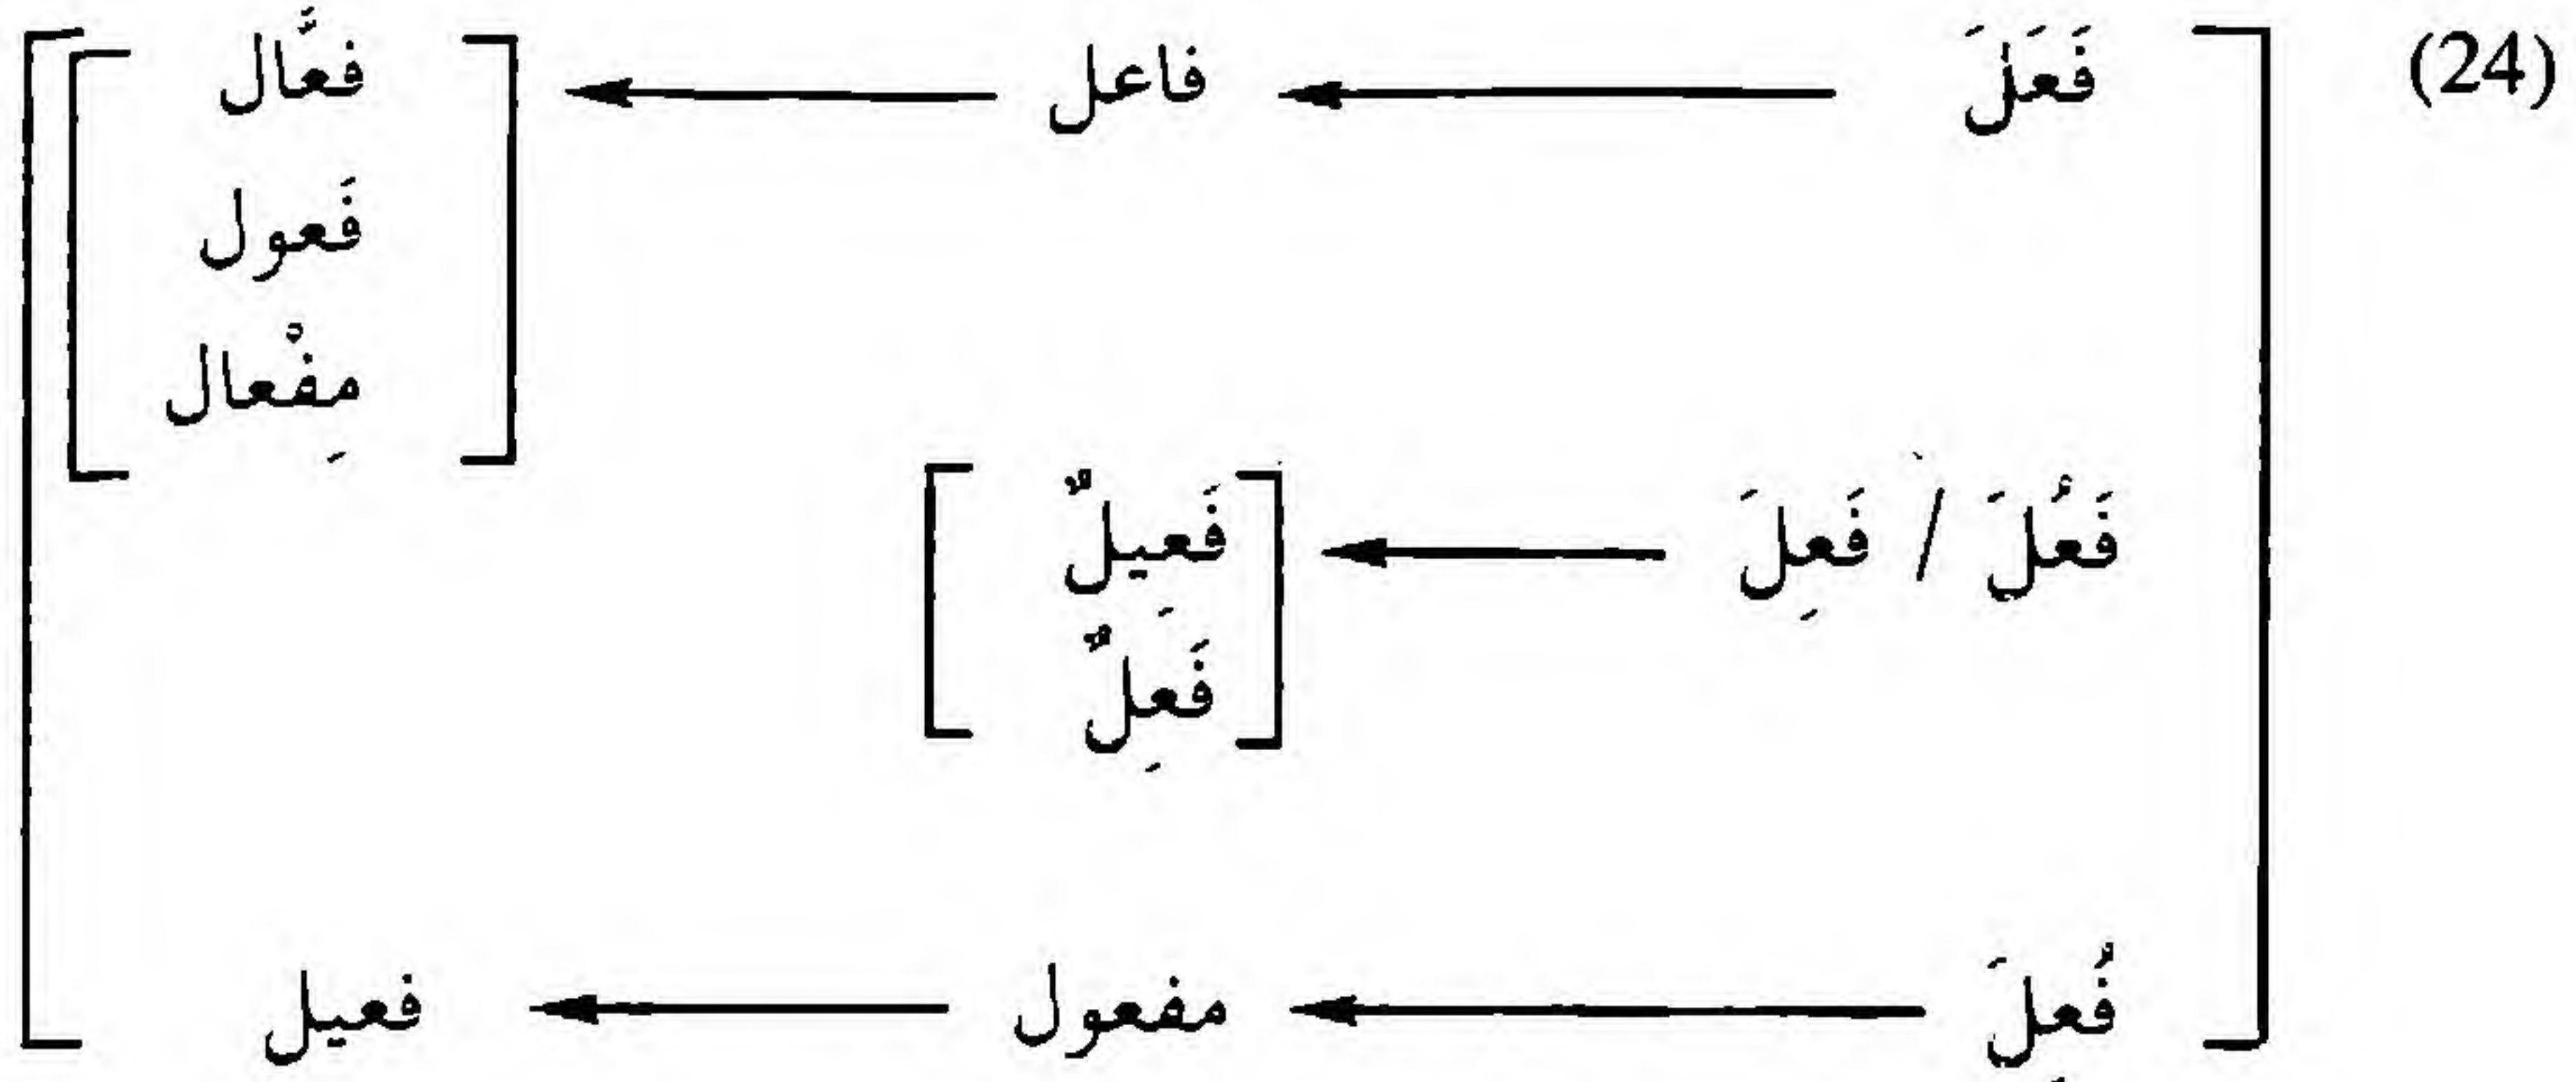 (24) فَعَلَ فاعل فعَّال
فَعول
مِفْعال
فَعُلَ / فَعِلَ فَعيلٌ
فَعِلٌ
فُعِلَ مفعول فعيل